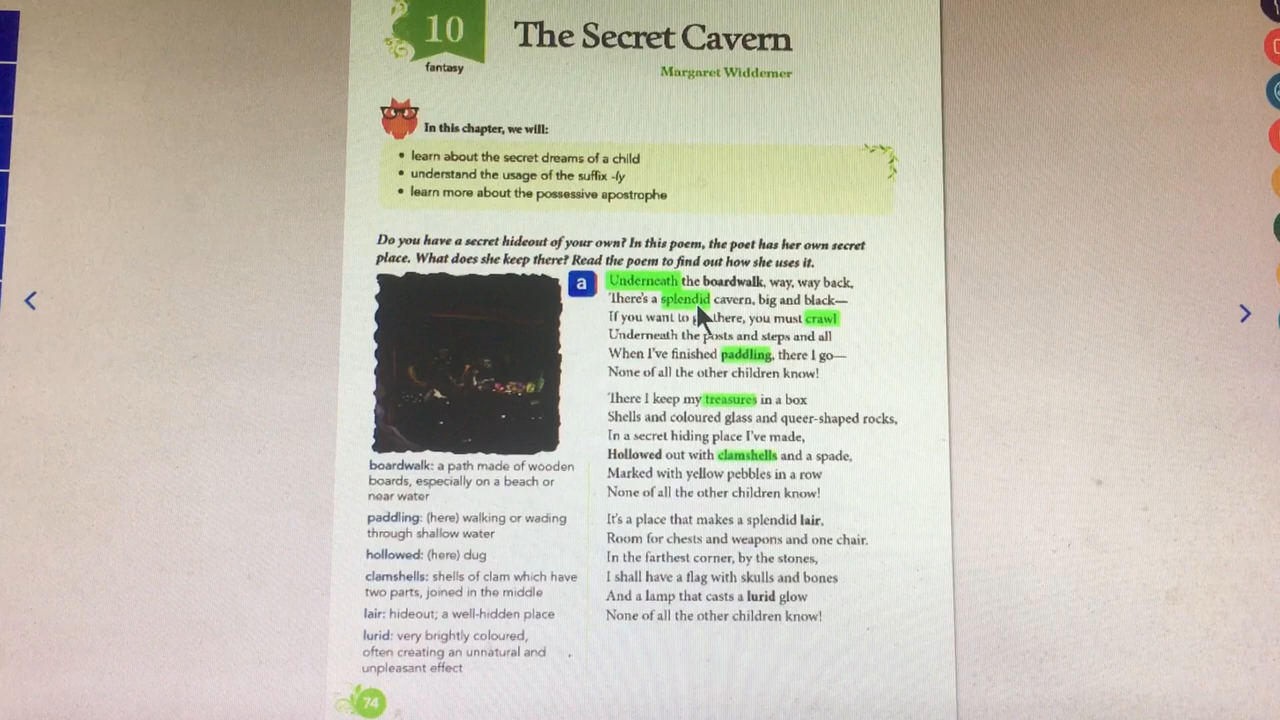 10
fantasy
The Secret Cavern
Margaret Widdemer
In this chapter, we will:
• learn about the secret dreams of a child
• understand the usage of the suffix -ly
• learn more about the possessive apostrophe
Do you have a secret hideout of your own? In this poem, the poet has her own secret
place. What does she keep there? Read the poem to find out how she uses it.
a
Underneath the boardwalk, way, way back,
There's a splendid cavern, big and black—
If you want to there, you must crawl
Underneath the posts and steps and all
When I've finished paddling, there I go—
None of all the other children know!
There I keep my treasures in a box
Shells and coloured glass and queer-shaped rocks,
In a secret hiding place I've made,
Hollowed out with clamshells and a spade,
Marked with yellow pebbles in a row
None of all the other children know!
It's a place that makes a splendid lair,
Room for chests and weapons and one chair.
In the farthest corner, by the stones,
I shall have a flag with skulls and bones
And a lamp that casts a lurid glow
None of all the other children know!
boardwalk: a path made of wooden
boards, especially on a beach or
near water
paddling: (here) walking or wading
through shallow water
hollowed: (here) dug
clamshells: shells of clam which have
two parts, joined in the middle
lair: hideout; a well-hidden place
lurid: very brightly coloured,
often creating an unnatural and
unpleasant effect
74